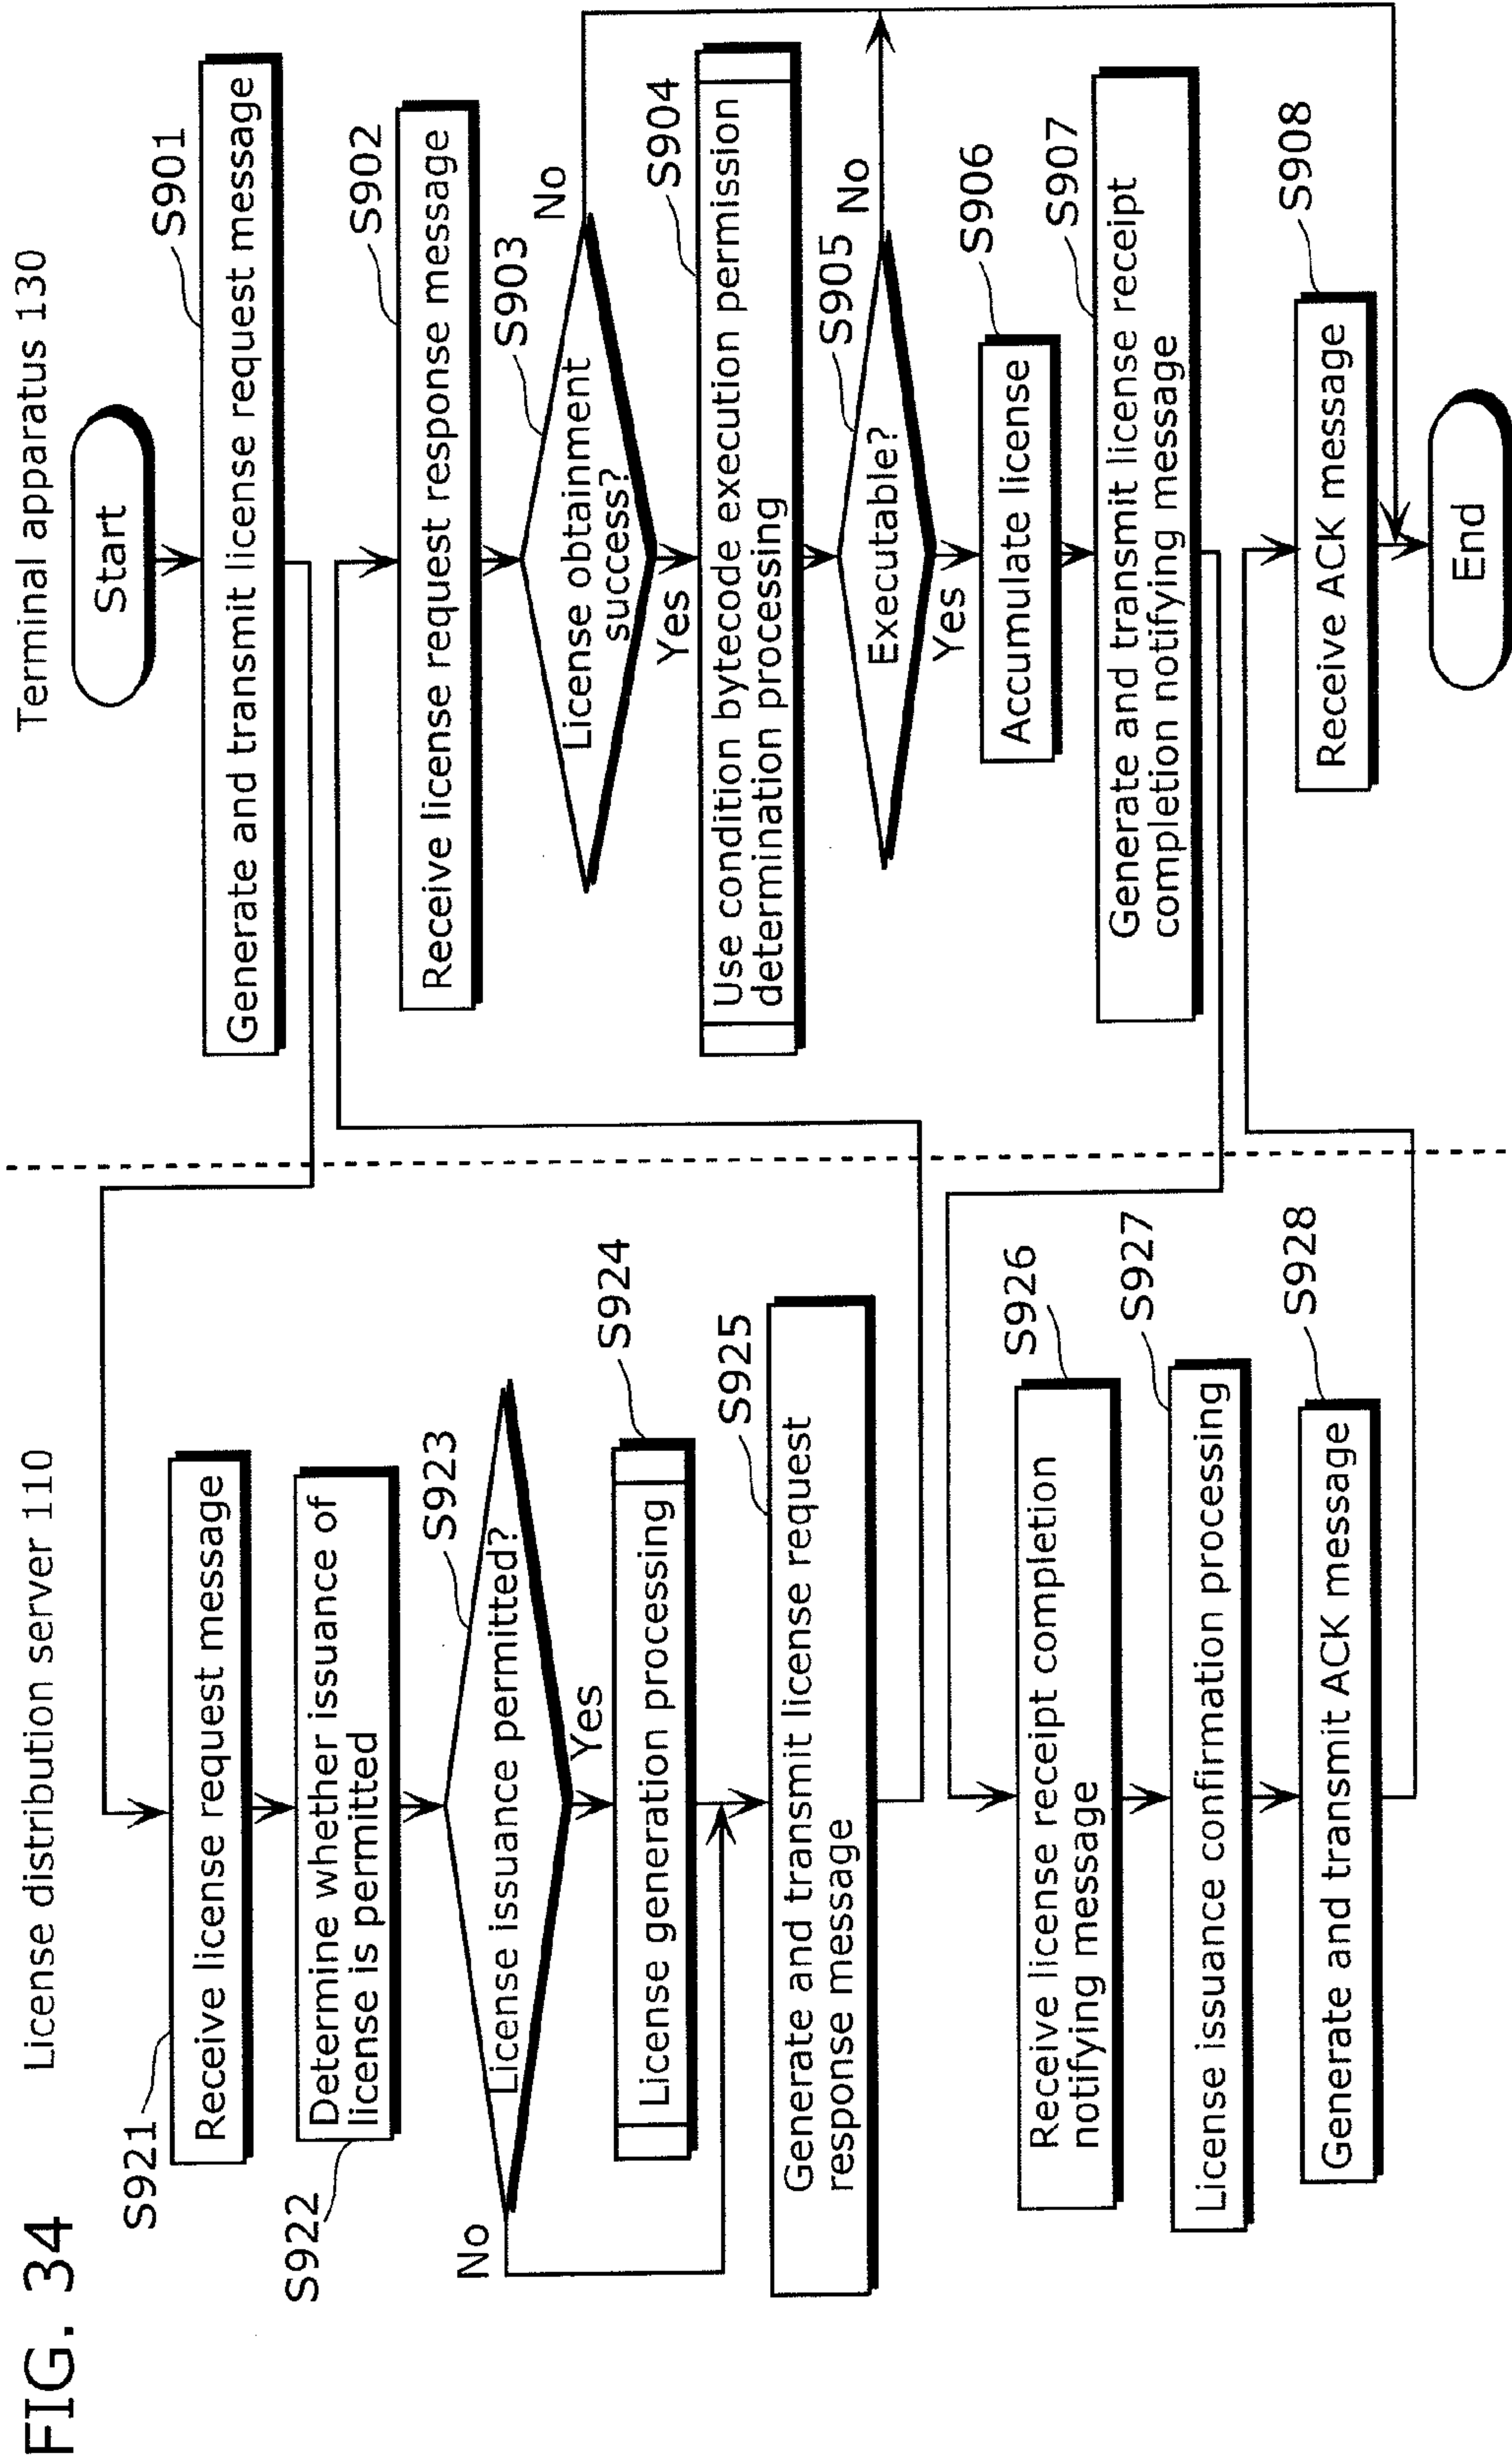 FIG. 34
License distribution server 110
S921
Receive license request message
S922
Determine whether issuance of
license is permitted
S923
License issuance permitted?
No
Yes
S924
License generation processing
S925
Generate and transmit license request
response message
S926
Receive license receipt completion
notifying message
S927
License issuance confirmation processing
S928
Generate and transmit ACK message
Terminal apparatus 130
Start
S901
Generate and transmit license request message
S902
Receive license request response message
S903
License obtainment
success?
No
Yes
S904
Use condition bytecode execution permission
determination processing
S905
Executable?
No
Yes
S906
Accumulate license
S907
Generate and transmit license receipt
completion notifying message
S908
Receive ACK message
End